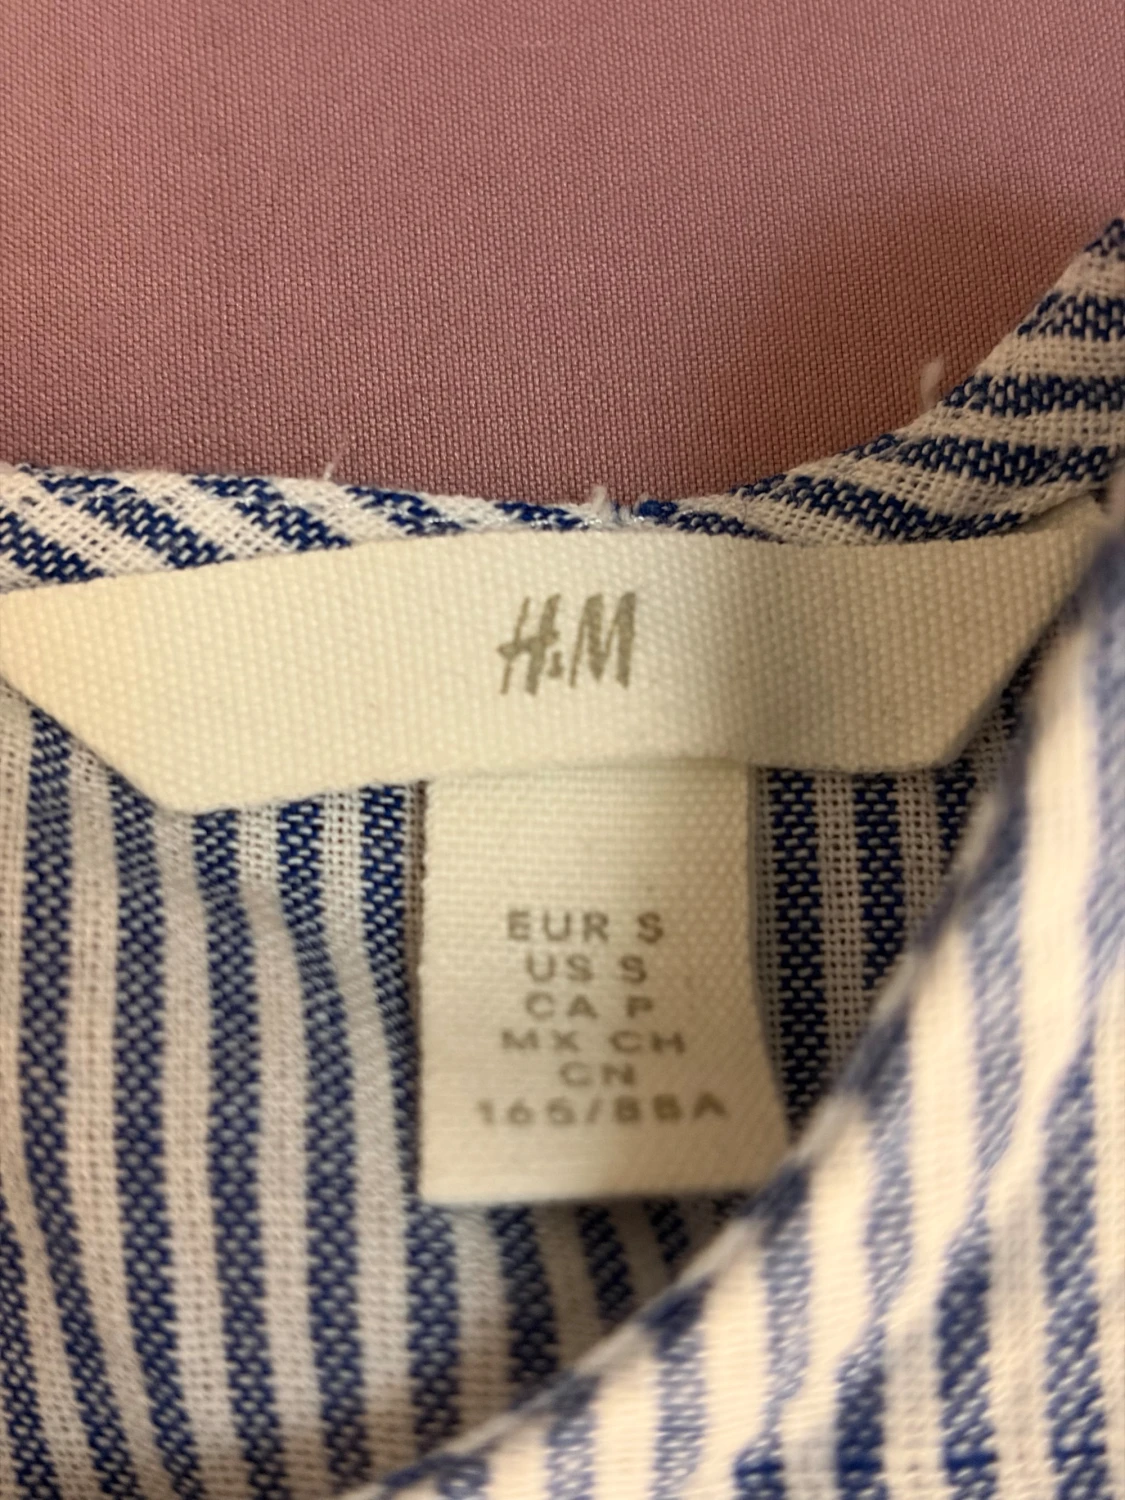 H&M
EUR S
US S
CA P
MX CH
CN
165/88A